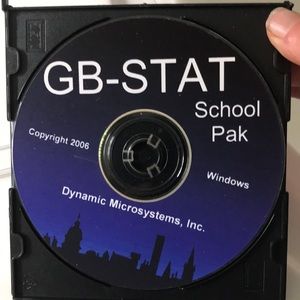 GB-STAT
School
Pak
Copyright 2006
Windows
Dynamic Microsystems, Inc.